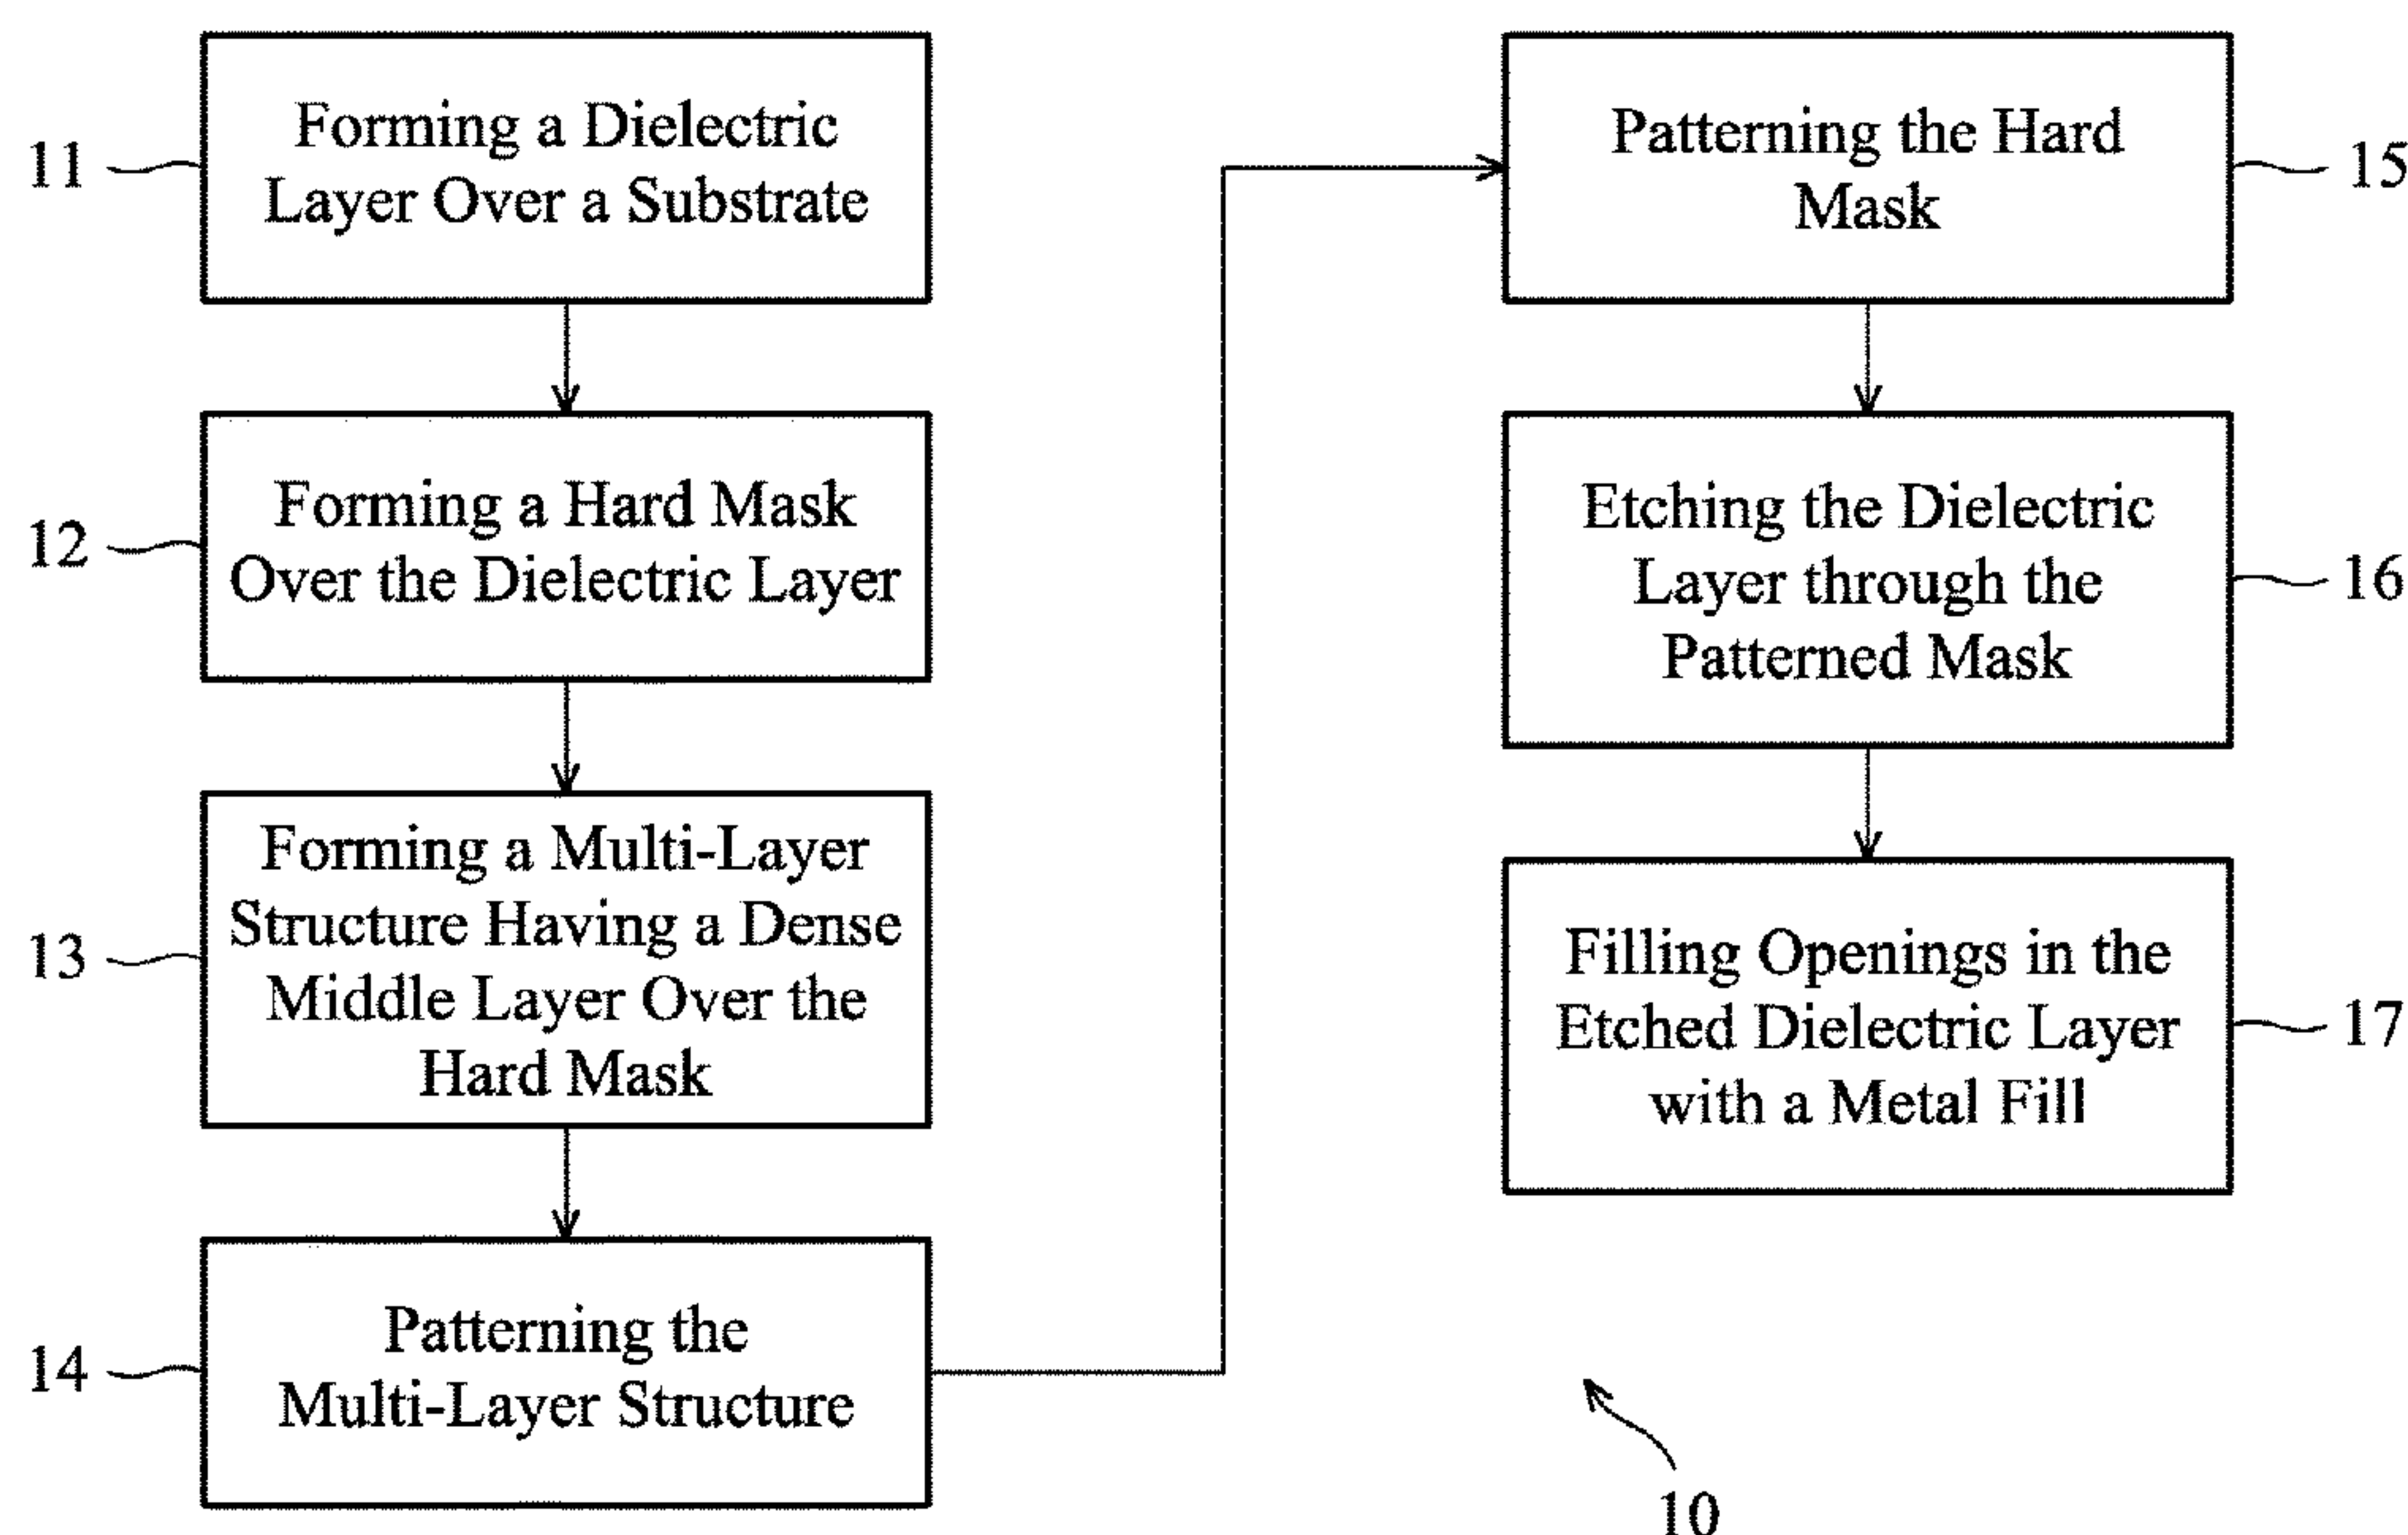 11
Forming a Dielectric
Layer Over a Substrate
12
Forming a Hard Mask
Over the Dielectric Layer
13
Forming a Multi-Layer
Structure Having a Dense
Middle Layer Over the
Hard Mask
14
Patterning the
Multi-Layer Structure
Patterning the Hard
Mask
15
Etching the Dielectric
Layer through the
Patterned Mask
16
Filling Openings in the
Etched Dielectric Layer
with a Metal Fill
17
10